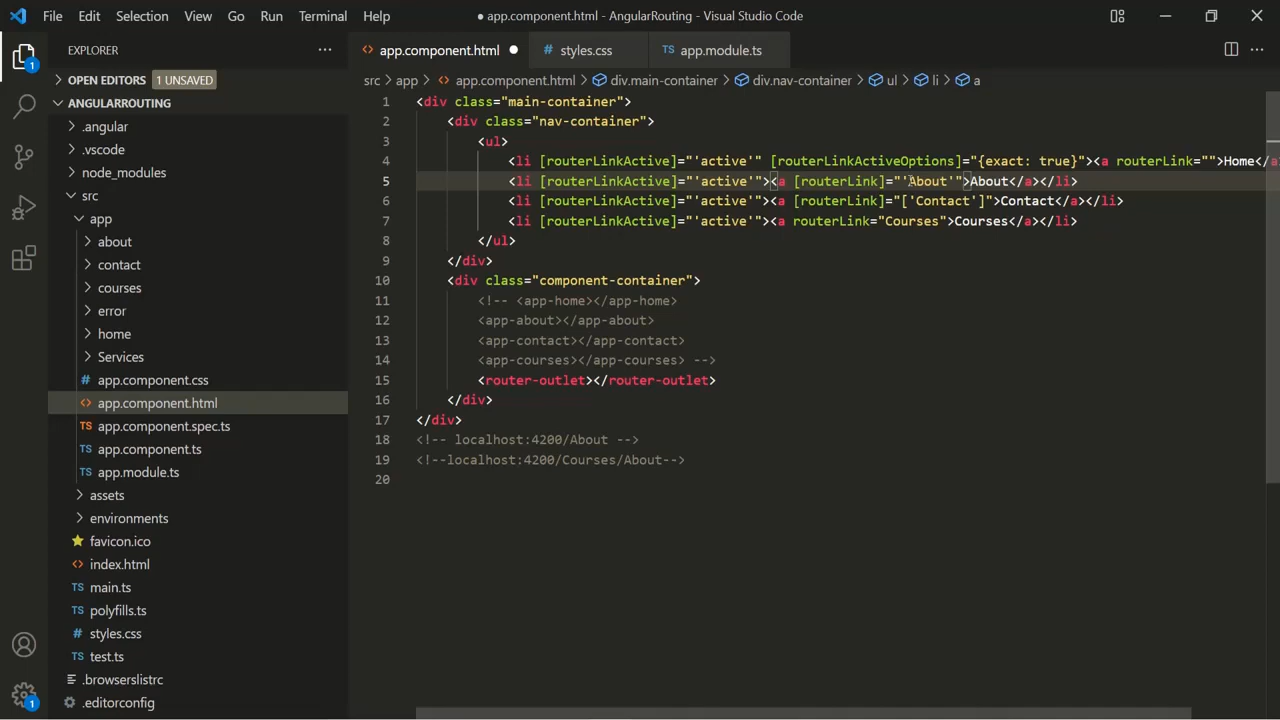 File Edit Selection View Go Run Terminal Help
● app.component.html - AngularRouting - Visual Studio Code
EXPLORER
OPEN EDITORS 1 UNSAVED
ANGULARROUTING
.angular
.vscode
node_modules
src
app
about
contact
courses
error
home
Services
app.component.css
app.component.html
app.component.spec.ts
app.component.ts
app.module.ts
assets
environments
favicon.ico
index.html
main.ts
polyfills.ts
styles.css
test.ts
.browserslistrc
.editorconfig
1
1
app.component.html styles.css app.module.ts
src > app > app.component.html > div.main-container > div.nav-container > ul > li > a
1 <div class="main-container">
2 <div class="nav-container">
3 <ul>
4 <li [routerLinkActive]="'active'" [routerLinkActiveOptions]="{exact: true}"><a routerLink="">Home</a
5 <li [routerLinkActive]="'active'"><a [routerLink]="'About'">About</a></li>
6 <li [routerLinkActive]="'active'"><a [routerLink]="['Contact']">Contact</a></li>
7 <li [routerLinkActive]="'active'"><a routerLink="Courses">Courses</a></li>
8 </ul>
9 </div>
10 <div class="component-container">
11 <!-- <app-home></app-home>
12 <app-about></app-about>
13 <app-contact></app-contact>
14 <app-courses></app-courses> -->
15 <router-outlet></router-outlet>
16 </div>
17 </div>
18 <!-- localhost:4200/About -->
19 <!--localhost:4200/Courses/About-->
20